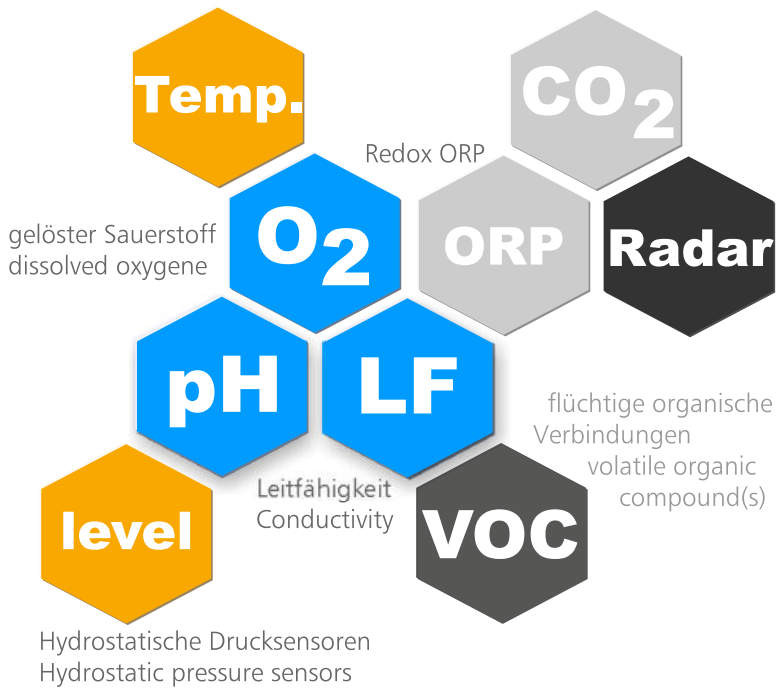 Temp.
CO2
Redox ORP
gelöster Sauerstoff
dissolved oxygene
O2
ORP
Radar
pH
LF
flüchtige organische
Verbindungen
volatile organic
compound(s)
Leitfähigkeit
Conductivity
level
VOC
Hydrostatische Drucksensoren
Hydrostatic pressure sensors